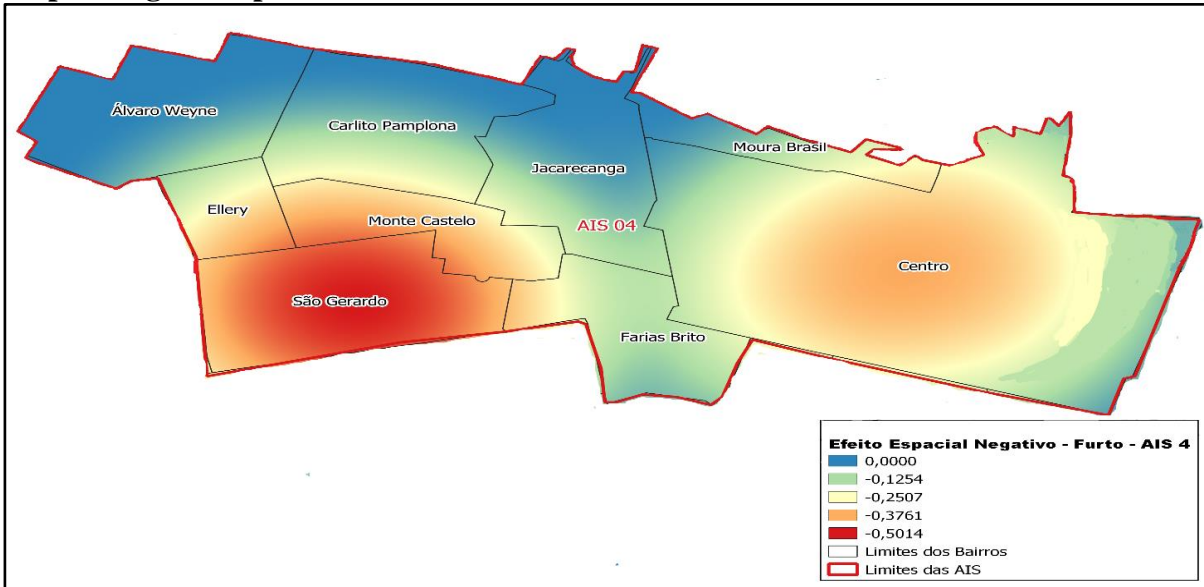 Álvaro Weyne
Carlito Pamplona
Moura Brasil
Jacarecanga
Ellery
Monte Castelo
AIS 04
Centro
São Gerardo
Farias Brito
Efeito Espacial Negativo - Furto - AIS 4
0,0000
-0,1254
-0,2507
-0,3761
-0,5014
Limites dos Bairros
Limites das AIS